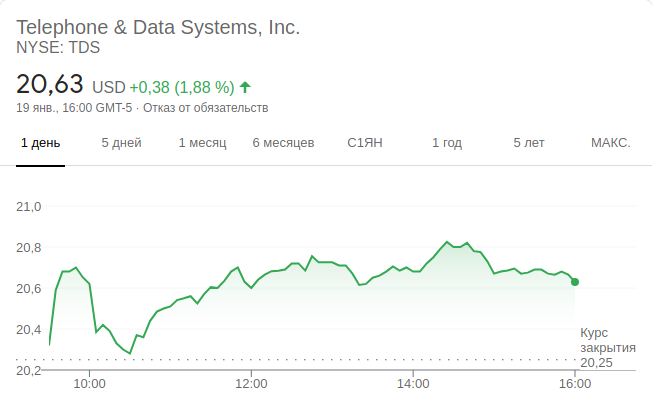 Telephone & Data Systems, Inc.
NYSE: TDS
20,63 USD +0,38 (1,88 %)
19 янв., 16:00 GMT-5 · Отказ от обязательств
1 день 5 дней 1 месяц 6 месяцев С1ЯН 1 год 5 лет МАКС.
21,0
20,8
20,6
20,4
Курс
закрытия
20,25
20,2
10:00 12:00 14:00 16:00